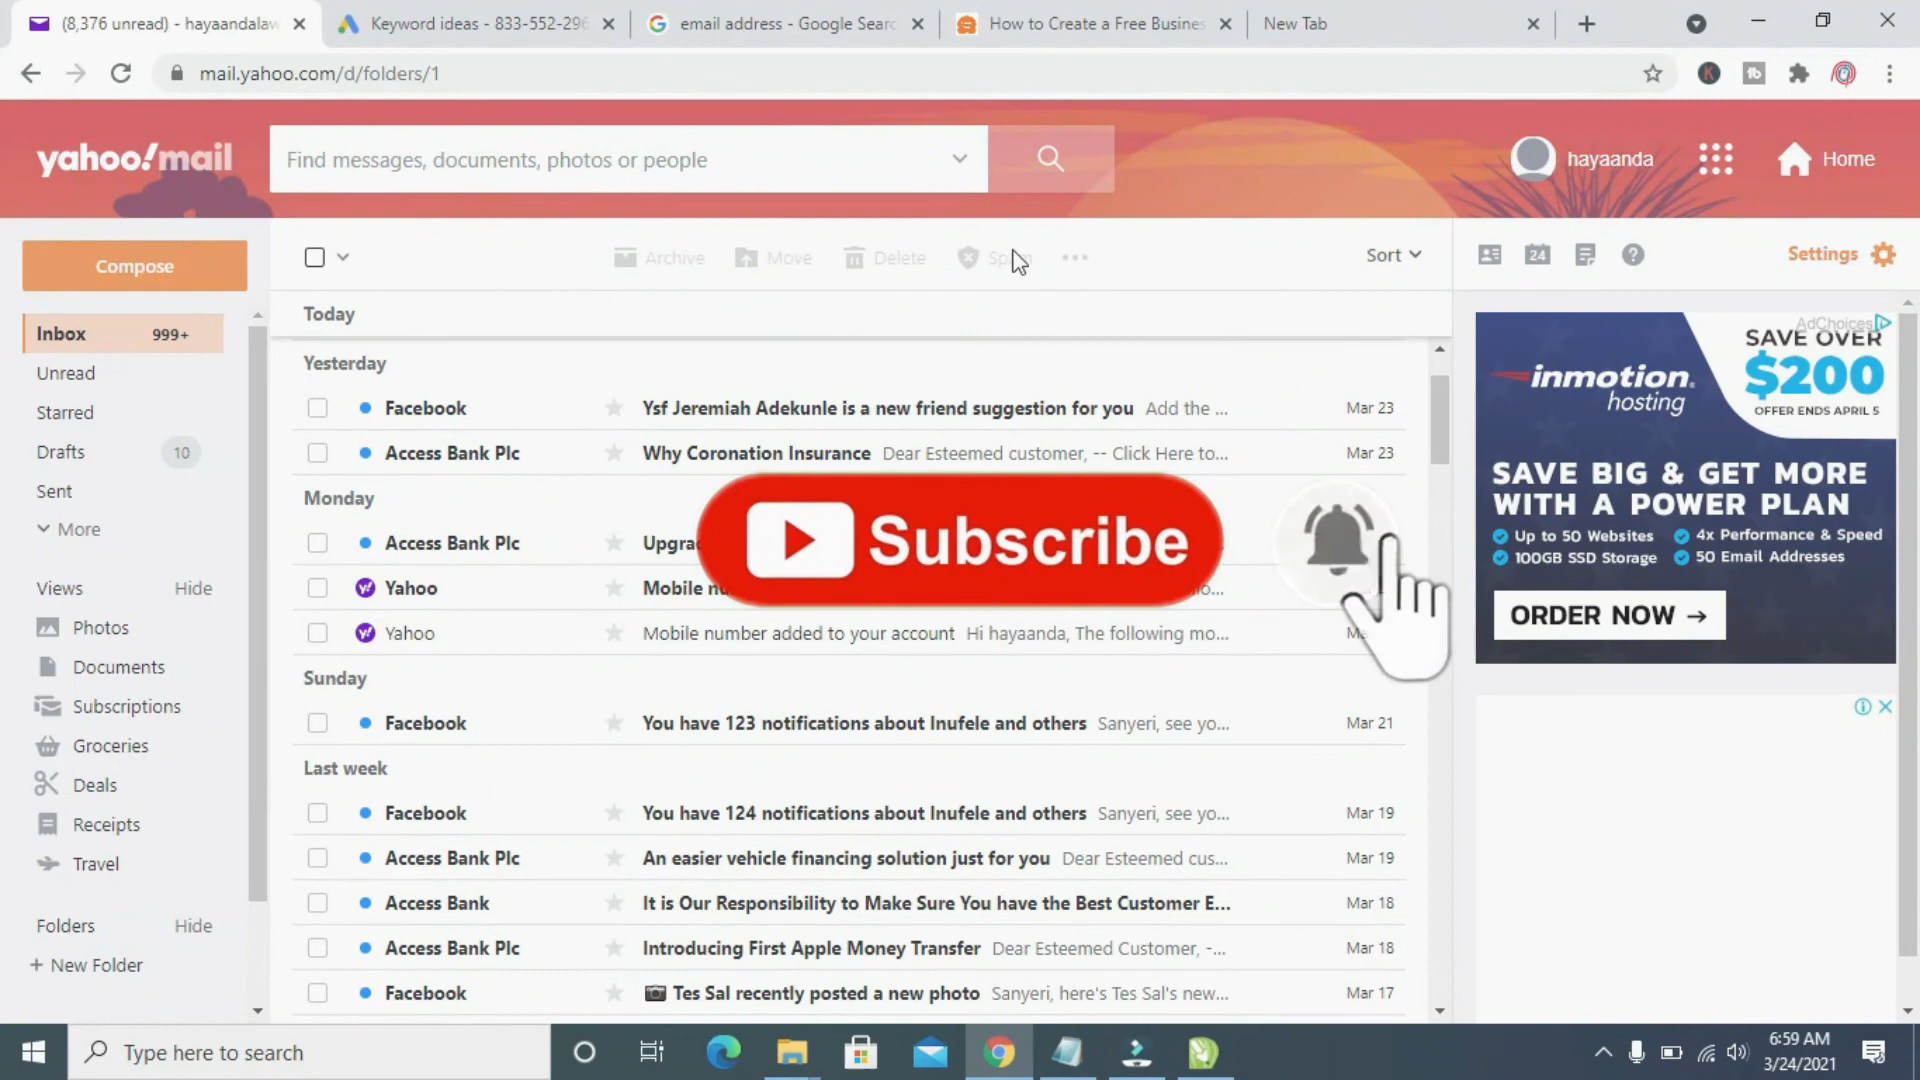 (8,376 unread) - hayaandalaw
Keyword ideas - 833-552-296
email address - Google Searc
How to Create a Free Busines
New Tab
mail.yahoo.com/d/folders/1
yahoo!mail
Find messages, documents, photos or people
hayaanda
Home
Compose
Archive
Move
Delete
Sort
24
Settings
Today
Inbox 999+
Unread
Starred
Drafts 10
Sent
More
Views Hide
Photos
Documents
Subscriptions
Groceries
Deals
Receipts
Travel
Folders Hide
+ New Folder
Yesterday
Facebook Ysf Jeremiah Adekunle is a new friend suggestion for you Add the ... Mar 23
Access Bank Plc Why Coronation Insurance Dear Esteemed customer, -- Click Here to... Mar 23
Monday
Access Bank Plc
Yahoo Mobile
Yahoo Mobile number added to your account Hi hayaanda, The following mo...
Subscribe
Sunday
Facebook You have 123 notifications about Inufele and others Sanyeri, see yo... Mar 21
Last week
Facebook You have 124 notifications about Inufele and others Sanyeri, see yo... Mar 19
Access Bank Plc An easier vehicle financing solution just for you Dear Esteemed cus... Mar 19
Access Bank It is Our Responsibility to Make Sure You have the Best Customer E... Mar 18
Access Bank Plc Introducing First Apple Money Transfer Dear Esteemed Customer, -... Mar 18
Facebook Tes Sal recently posted a new photo Sanyeri, here's Tes Sal's new... Mar 17
AdChoices
SAVE OVER
$200
OFFER ENDS APRIL 5
inmotion
hosting
SAVE BIG & GET MORE
WITH A POWER PLAN
Up to 50 Websites 4x Performance & Speed
100GB SSD Storage 50 Email Addresses
ORDER NOW →
Type here to search
6:59 AM
3/24/2021